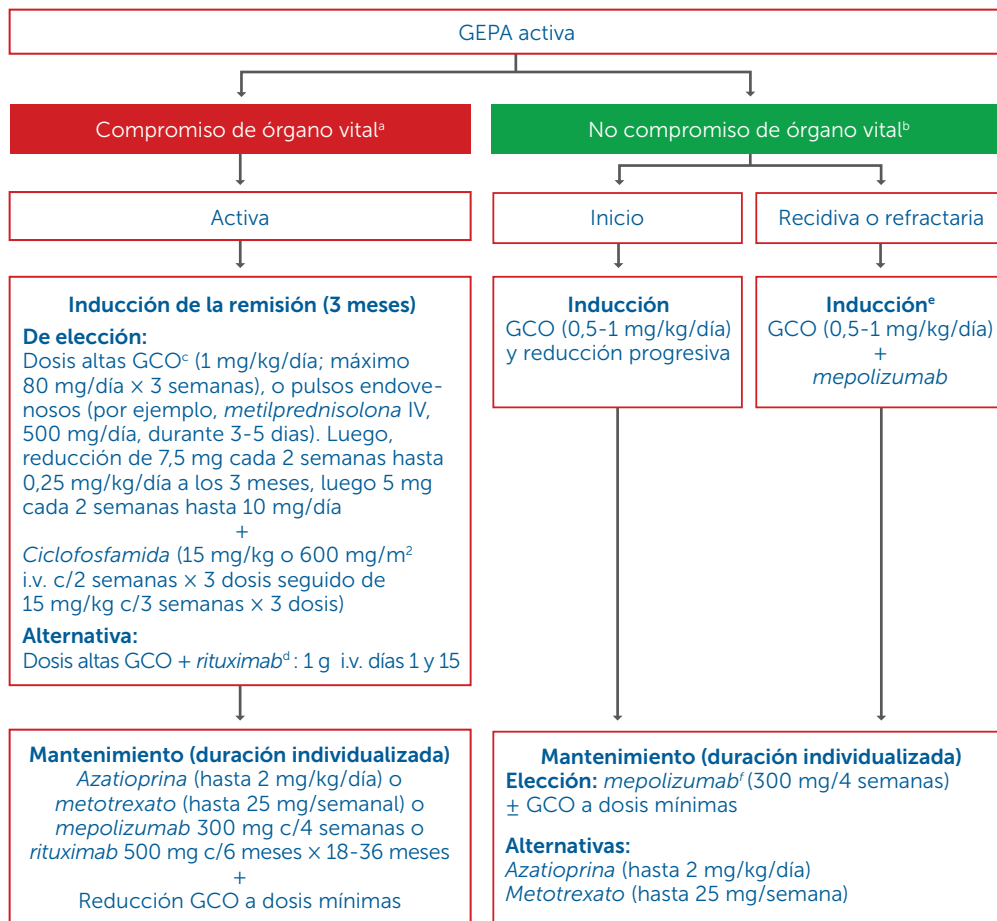 GEPA activa
Compromiso de órgano vitalᵃ
No compromiso de órgano vitalᵇ
Activa
Inicio
Recidiva o refractaria
Inducción de la remisión (3 meses)
De elección:
Dosis altas GCOᶜ (1 mg/kg/día; máximo
80 mg/día × 3 semanas), o pulsos endove-
nosos (por ejemplo, metilprednisolona IV,
500 mg/día, durante 3-5 dias). Luego,
reducción de 7,5 mg cada 2 semanas hasta
0,25 mg/kg/día a los 3 meses, luego 5 mg
cada 2 semanas hasta 10 mg/día
+
Ciclofosfamida (15 mg/kg o 600 mg/m²
i.v. c/2 semanas × 3 dosis seguido de
15 mg/kg c/3 semanas × 3 dosis)
Alternativa:
Dosis altas GCO + rituximabᵈ: 1 g i.v. días 1 y 15
Inducción
GCO (0,5-1 mg/kg/día)
y reducción progresiva
Inducciónᵉ
GCO (0,5-1 mg/kg/día)
+
mepolizumab
Mantenimiento (duración individualizada)
Azatioprina (hasta 2 mg/kg/día) o
metotrexato (hasta 25 mg/semanal) o
mepolizumab 300 mg c/4 semanas o
rituximab 500 mg c/6 meses × 18-36 meses
+
Reducción GCO a dosis mínimas
Mantenimiento (duración individualizada)
Elección: mepolizumabᶠ (300 mg/4 semanas)
± GCO a dosis mínimas
Alternativas:
Azatioprina (hasta 2 mg/kg/día)
Metotrexato (hasta 25 mg/semana)